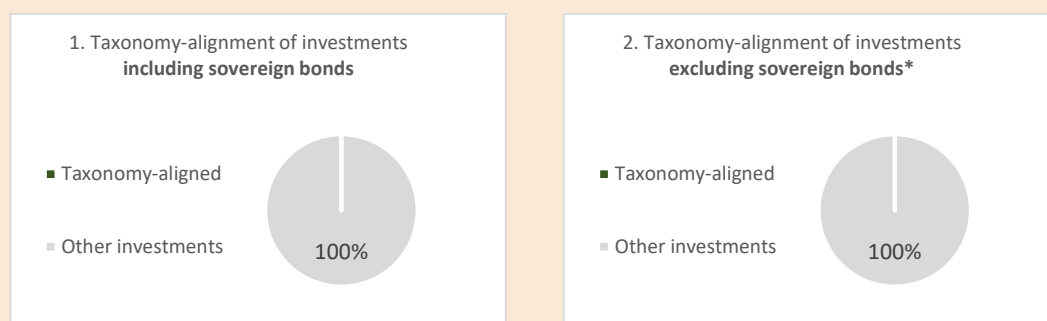 1. Taxonomy-alignment of investments
including sovereign bonds
Taxonomy-aligned
Other investments
100%
2. Taxonomy-alignment of investments
excluding sovereign bonds*
Taxonomy-aligned
Other investments
100%